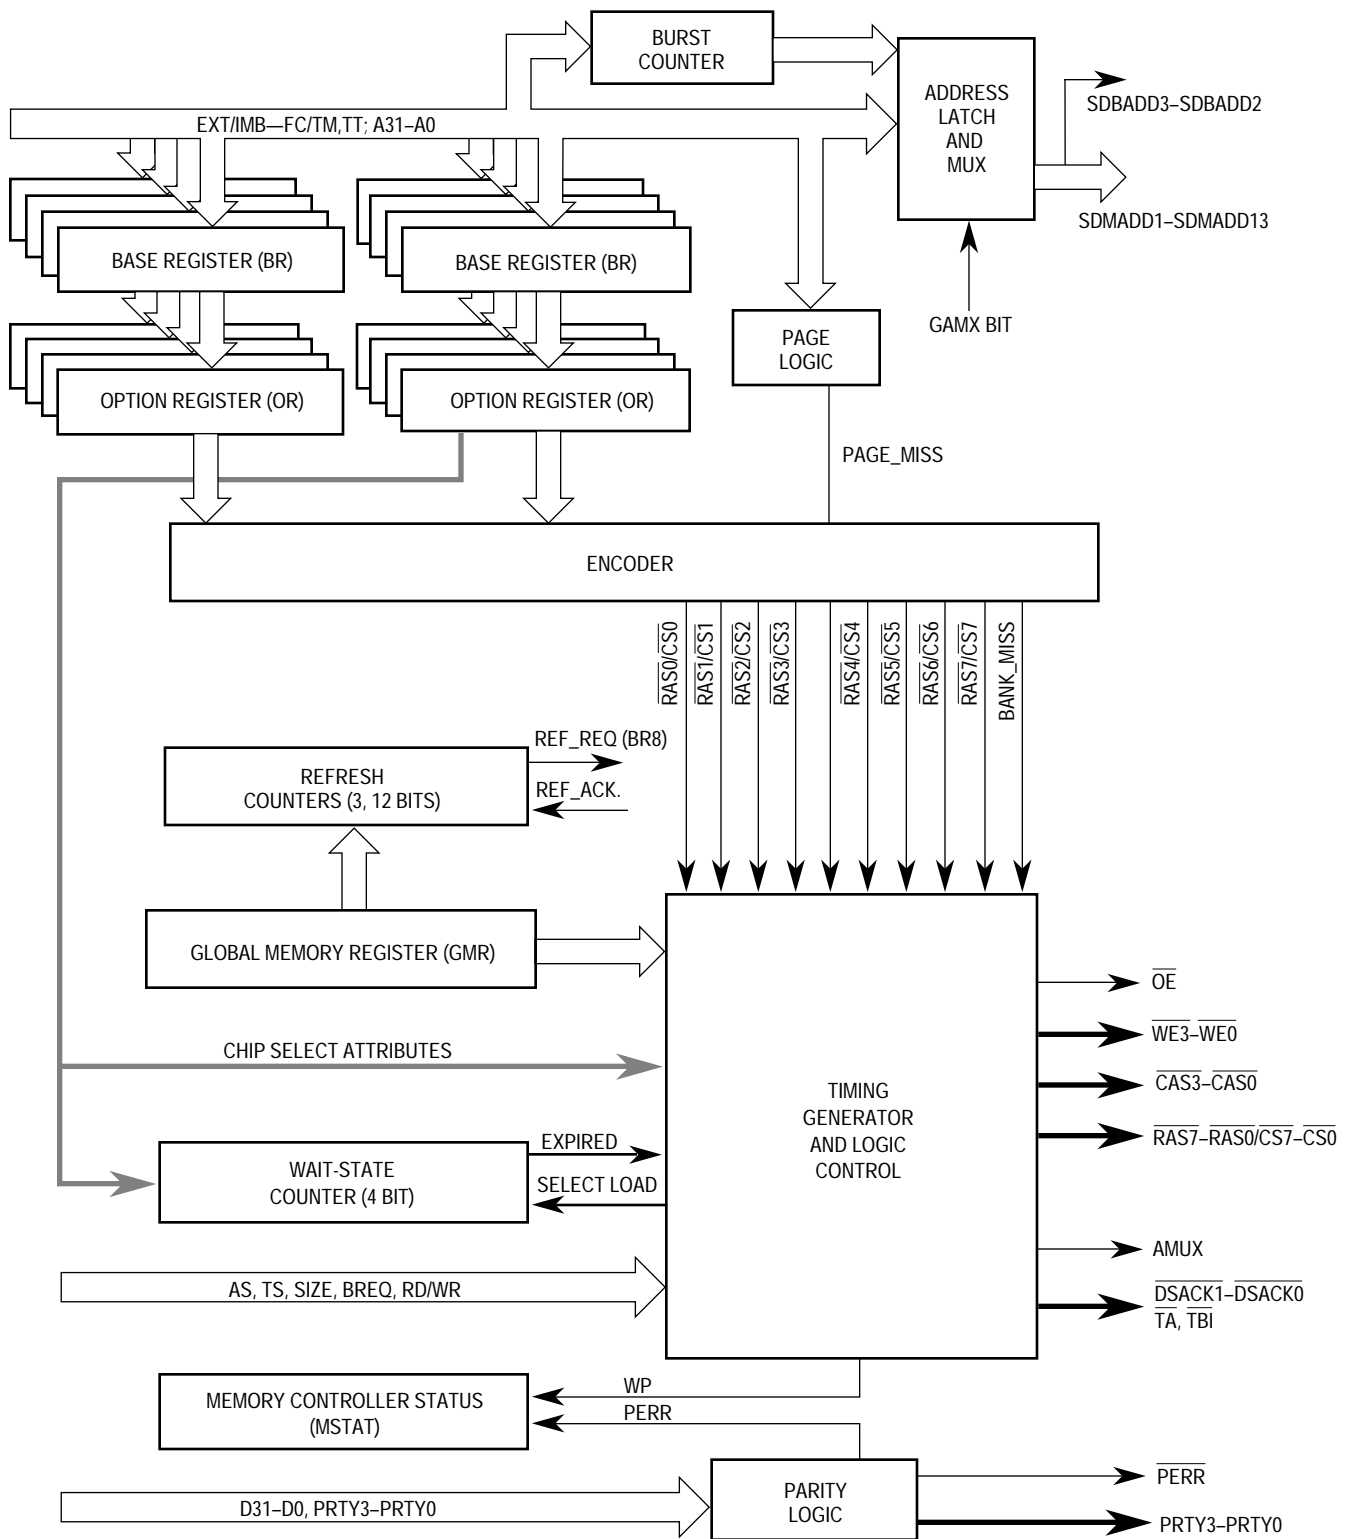 BURST
COUNTER
ADDRESS
LATCH
AND
MUX
SDBADD3–SDBADD2
EXT/IMB—FC/TM,TT; A31–A0
SDMADD1–SDMADD13
BASE REGISTER (BR)
BASE REGISTER (BR)
GAMX BIT
PAGE
LOGIC
OPTION REGISTER (OR)
OPTION REGISTER (OR)
PAGE_MISS
ENCODER
RAS0/CS0
RAS1/CS1
RAS2/CS2
RAS3/CS3
RAS4/CS4
RAS5/CS5
RAS6/CS6
RAS7/CS7
BANK_MISS
REF_REQ (BR8)
REFRESH
COUNTERS (3, 12 BITS)
REF_ACK.
GLOBAL MEMORY REGISTER (GMR)
OE
WE3–WE0
CHIP SELECT ATTRIBUTES
CAS3–CAS0
TIMING
GENERATOR
AND LOGIC
CONTROL
RAS7–RAS0/CS7–CS0
EXPIRED
WAIT-STATE
COUNTER (4 BIT)
SELECT LOAD
AMUX
AS, TS, SIZE, BREQ, RD/WR
DSACK1–DSACK0
TA, TBI
WP
MEMORY CONTROLLER STATUS
(MSTAT)
PERR
PERR
PARITY
LOGIC
D31–D0, PRTY3–PRTY0
PRTY3–PRTY0